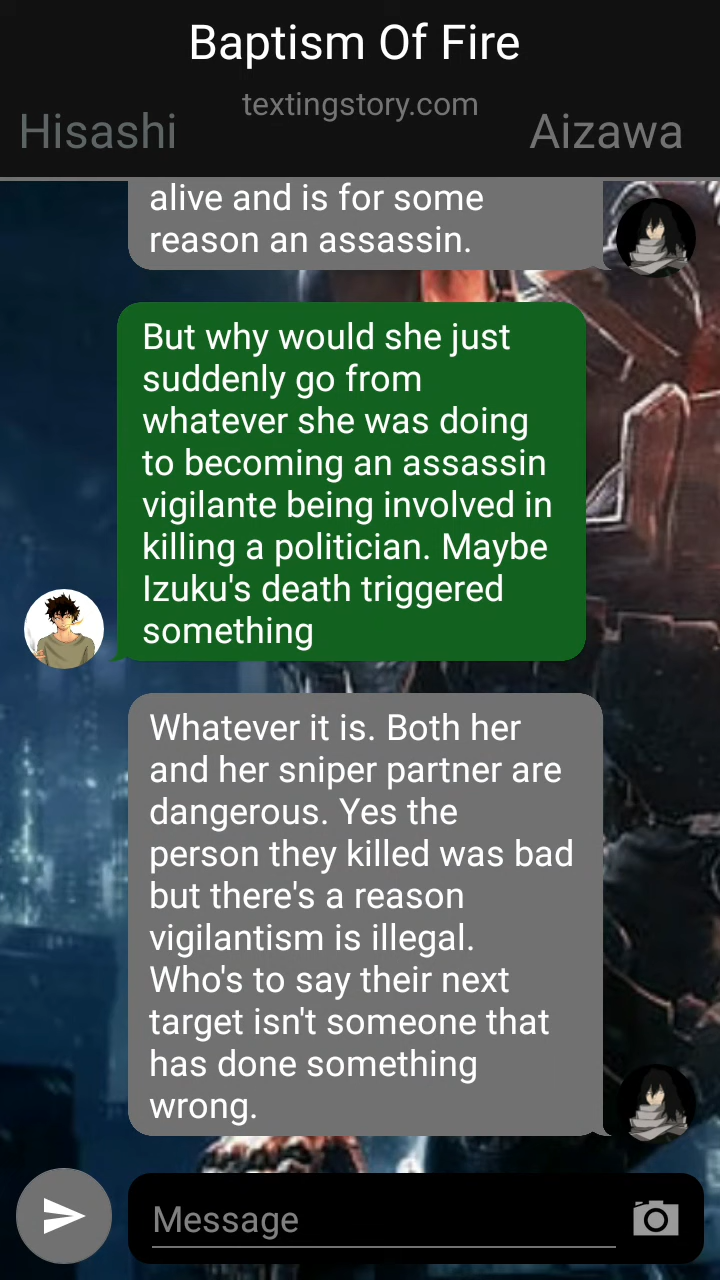 Baptism Of Fire
textingstory.com
Hisashi
Aizawa
alive and is for some
reason an assassin.
But why would she just
suddenly go from
whatever she was doing
to becoming an assassin
vigilante being involved in
killing a politician. Maybe
Izuku's death triggered
something
Whatever it is. Both her
and her sniper partner are
dangerous. Yes the
person they killed was bad
but there's a reason
vigilantism is illegal.
Who's to say their next
target isn't someone that
has done something
wrong.
Message